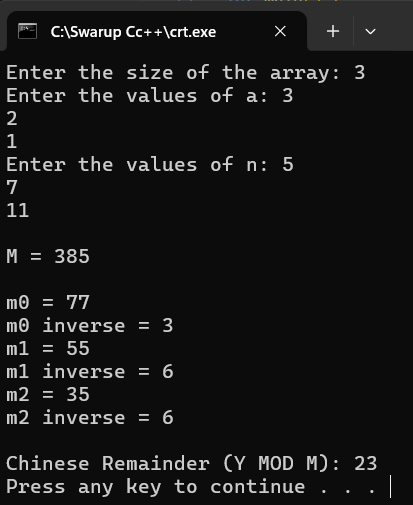 C:\Swarup Cc++\crt.exe
Enter the size of the array: 3
Enter the values of a: 3
2
1
Enter the values of n: 5
7
11
M = 385
m0 = 77
m0 inverse = 3
m1 = 55
m1 inverse = 6
m2 = 35
m2 inverse = 6
Chinese Remainder (Y MOD M): 23
Press any key to continue . . .